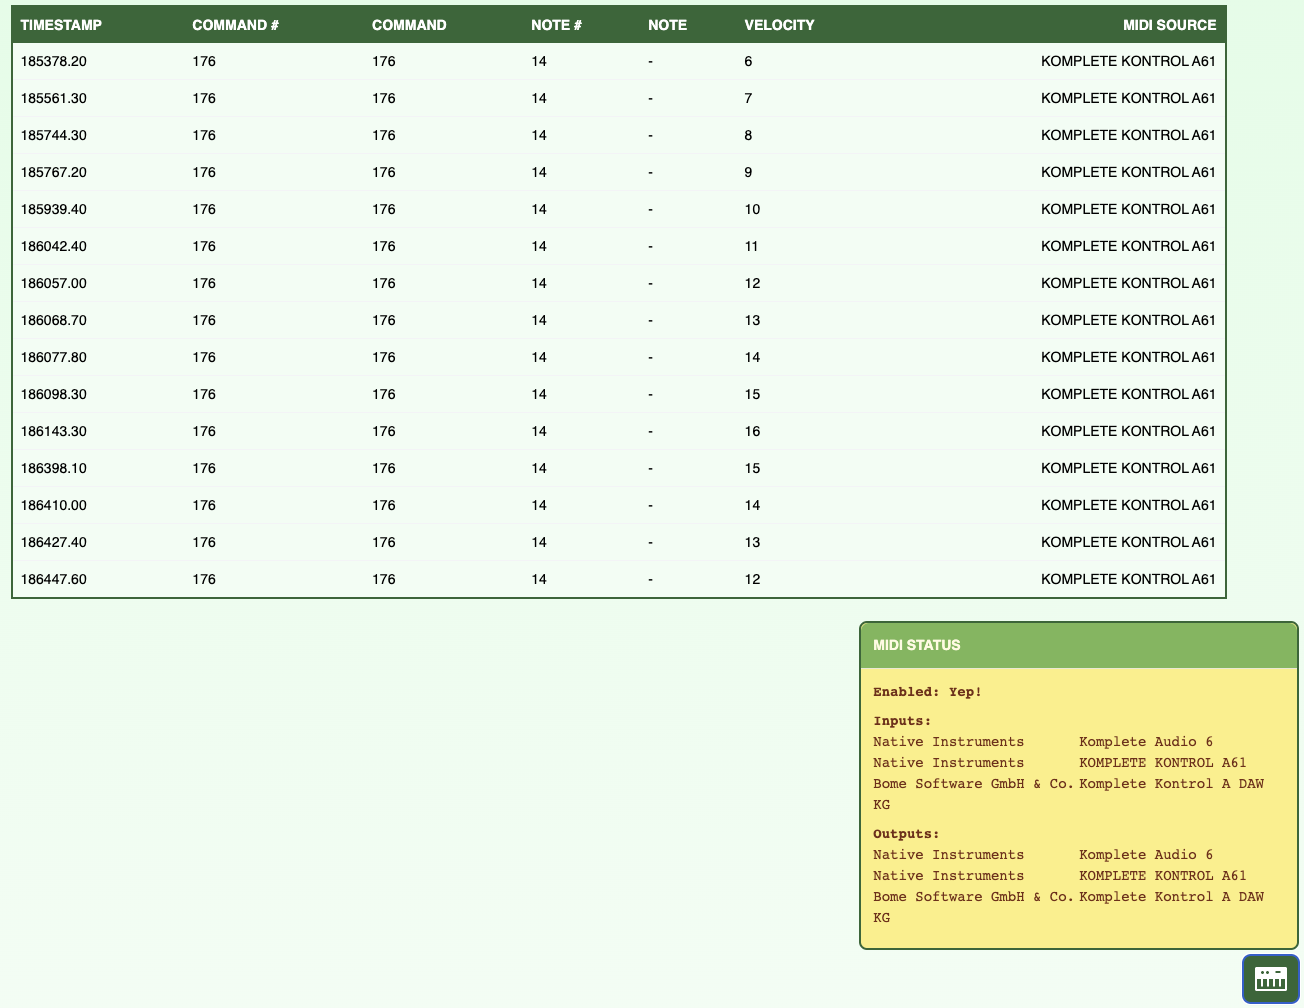 TIMESTAMP COMMAND # COMMAND NOTE # NOTE VELOCITY MIDI SOURCE
185378.20 176 176 14 - 6 KOMPLETE KONTROL A61
185561.30 176 176 14 - 7 KOMPLETE KONTROL A61
185744.30 176 176 14 - 8 KOMPLETE KONTROL A61
185767.20 176 176 14 - 9 KOMPLETE KONTROL A61
185939.40 176 176 14 - 10 KOMPLETE KONTROL A61
186042.40 176 176 14 - 11 KOMPLETE KONTROL A61
186057.00 176 176 14 - 12 KOMPLETE KONTROL A61
186068.70 176 176 14 - 13 KOMPLETE KONTROL A61
186077.80 176 176 14 - 14 KOMPLETE KONTROL A61
186098.30 176 176 14 - 15 KOMPLETE KONTROL A61
186143.30 176 176 14 - 16 KOMPLETE KONTROL A61
186398.10 176 176 14 - 15 KOMPLETE KONTROL A61
186410.00 176 176 14 - 14 KOMPLETE KONTROL A61
186427.40 176 176 14 - 13 KOMPLETE KONTROL A61
186447.60 176 176 14 - 12 KOMPLETE KONTROL A61
MIDI STATUS
Enabled: Yep!
Inputs:
Native Instruments Komplete Audio 6
Native Instruments KOMPLETE KONTROL A61
Bome Software GmbH & Co. Komplete Kontrol A DAW
KG
Outputs:
Native Instruments Komplete Audio 6
Native Instruments KOMPLETE KONTROL A61
Bome Software GmbH & Co. Komplete Kontrol A DAW
KG